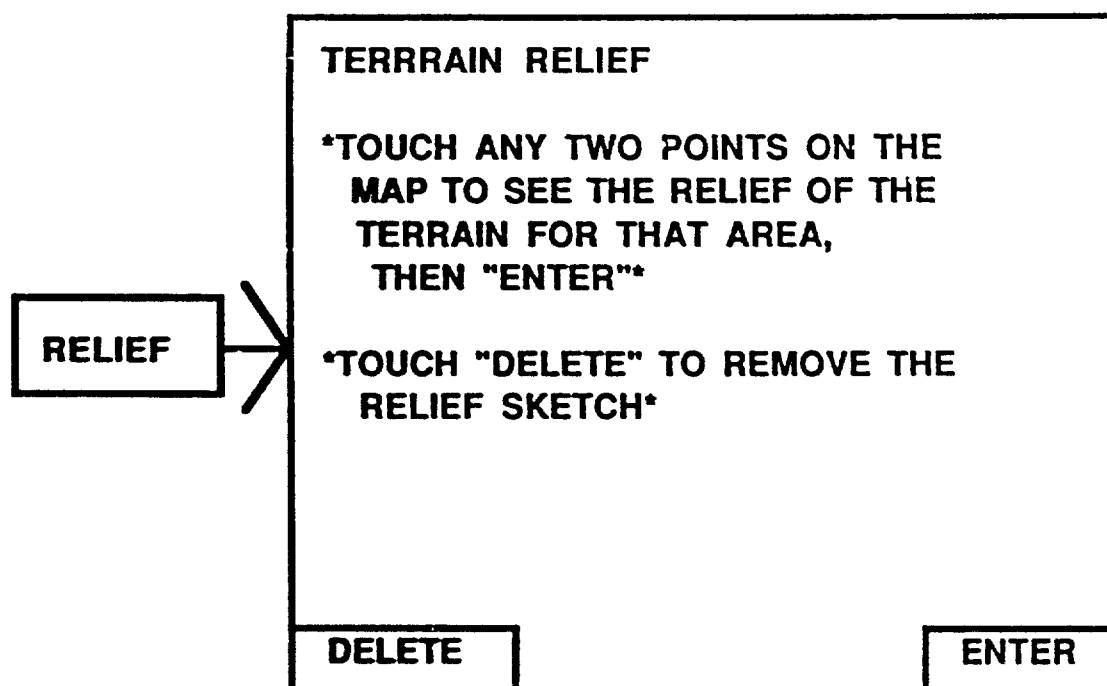 TERRRAIN RELIEF
*TOUCH ANY TWO POINTS ON THE
MAP TO SEE THE RELIEF OF THE
TERRAIN FOR THAT AREA,
THEN "ENTER"*
RELIEF
*TOUCH "DELETE" TO REMOVE THE
RELIEF SKETCH*
DELETE
ENTER